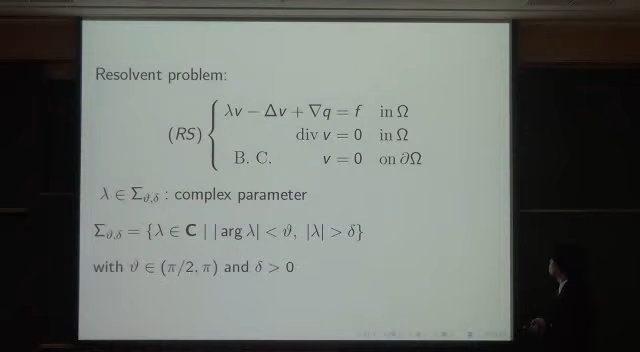 Resolvent problem:
λv − Δv + ∇q = f in Ω
(RS) div v = 0 in Ω
B. C. v = 0 on ∂Ω
λ ∈ Σ_{ϑ,δ} : complex parameter
Σ_{ϑ,δ} = {λ ∈ C | | arg λ| < ϑ, |λ| > δ}
with ϑ ∈ (π/2, π) and δ > 0